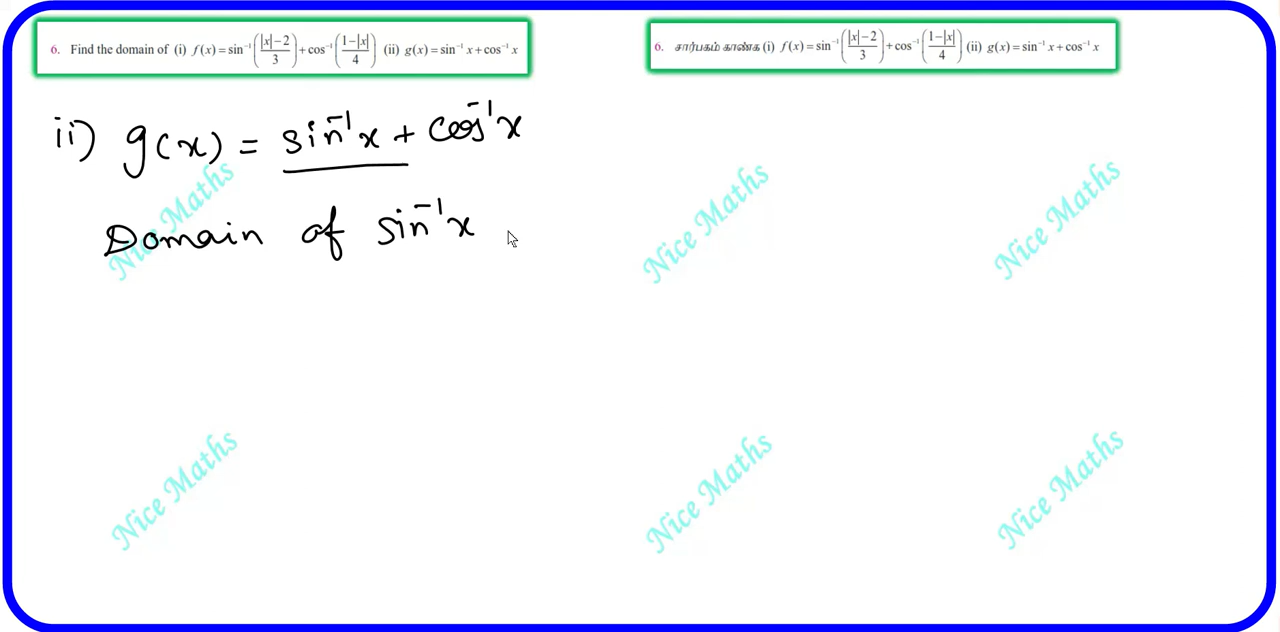 6. Find the domain of (i) f(x) = sin⁻¹((|x|−2)/3) + cos⁻¹((1−|x|)/4) (ii) g(x) = sin⁻¹ x + cos⁻¹ x
6. சார்பகம் காண்க (i) f(x) = sin⁻¹((|x|−2)/3) + cos⁻¹((1−|x|)/4) (ii) g(x) = sin⁻¹ x + cos⁻¹ x
ii) g(x) = sin⁻¹x + cos⁻¹x
Domain of sin⁻¹x
Nice Maths
Nice Maths
Nice Maths
Nice Maths
Nice Maths
Nice Maths